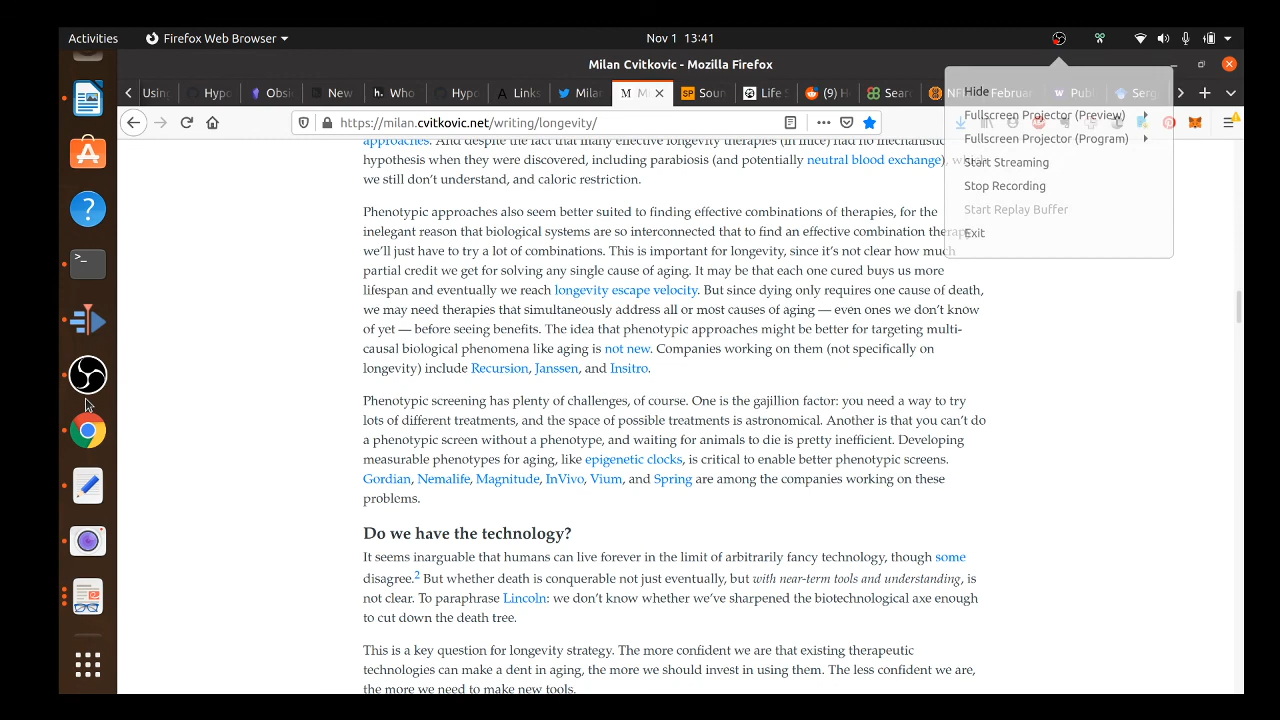 Activities
Firefox Web Browser
Nov 1 13:41
Milan Cvitkovic - Mozilla Firefox
Using
Hypo
Obsi
New
Who
Hypo
Links
Milan
M
Soun
Life S
(9) H
Sear
Februar
Publ
Serg
https://milan.cvitkovic.net/writing/longevity/
Hide
Fullscreen Projector (Preview)
Fullscreen Projector (Program)
Start Streaming
Stop Recording
Start Replay Buffer
Exit
approaches. And despite the fact that many effective longevity therapies (in mice) had no mechanistic
hypothesis when they were discovered, including parabiosis (and potentially neutral blood exchange), which
we still don't understand, and caloric restriction.
Phenotypic approaches also seem better suited to finding effective combinations of therapies, for the
inelegant reason that biological systems are so interconnected that to find an effective combination therapy
we'll just have to try a lot of combinations. This is important for longevity, since it's not clear how much
partial credit we get for solving any single cause of aging. It may be that each one cured buys us more
lifespan and eventually we reach longevity escape velocity. But since dying only requires one cause of death,
we may need therapies that simultaneously address all or most causes of aging — even ones we don't know
of yet — before seeing benefits. The idea that phenotypic approaches might be better for targeting multi-
causal biological phenomena like aging is not new. Companies working on them (not specifically on
longevity) include Recursion, Janssen, and Insitro.
Phenotypic screening has plenty of challenges, of course. One is the gajillion factor: you need a way to try
lots of different treatments, and the space of possible treatments is astronomical. Another is that you can't do
a phenotypic screen without a phenotype, and waiting for animals to die is pretty inefficient. Developing
measurable phenotypes for aging, like epigenetic clocks, is critical to enable better phenotypic screens.
Gordian, Nemalife, Magnitude, InVivo, Vium, and Spring are among the companies working on these
problems.
Do we have the technology?
It seems inarguable that humans can live forever in the limit of arbitrarily fancy technology, though some
disagree.2 But whether death is conquerable not just eventually, but with near-term tools and understanding, is
not clear. To paraphrase Lincoln: we don't know whether we've sharpened the biotechnological axe enough
to cut down the death tree.
This is a key question for longevity strategy. The more confident we are that existing therapeutic
technologies can make a dent in aging, the more we should invest in using them. The less confident we are,
the more we need to make new tools.